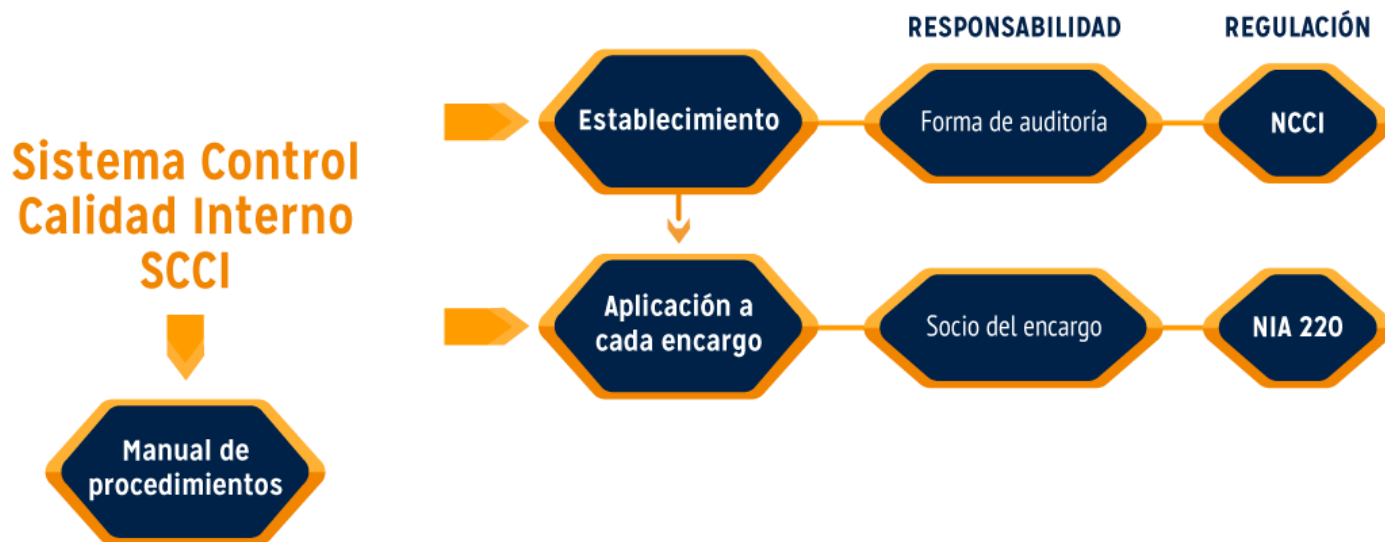 RESPONSABILIDAD
REGULACIÓN
Sistema Control
Calidad Interno
SCCI
Manual de
procedimientos
Establecimiento
Forma de auditoría
NCCI
Aplicación a
cada encargo
Socio del encargo
NIA 220